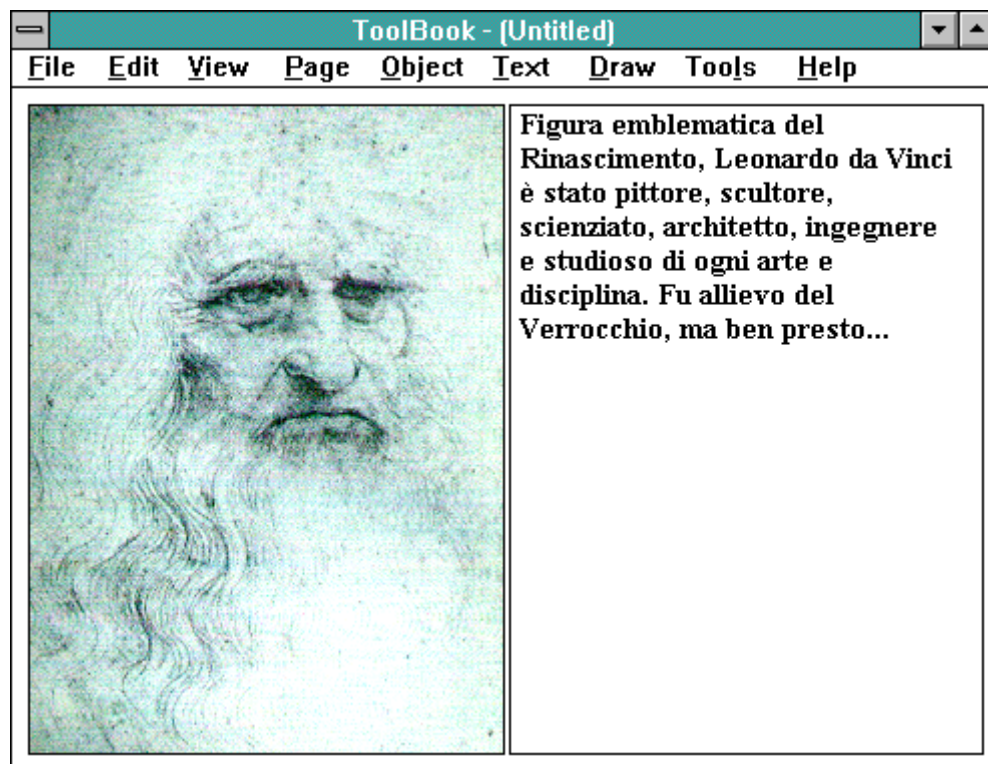 ToolBook - (Untitled)
File Edit View Page Object Text Draw Tools Help
Figura emblematica del
Rinascimento, Leonardo da Vinci
è stato pittore, scultore,
scienziato, architetto, ingegnere
e studioso di ogni arte e
disciplina. Fu allievo del
Verrocchio, ma ben presto...